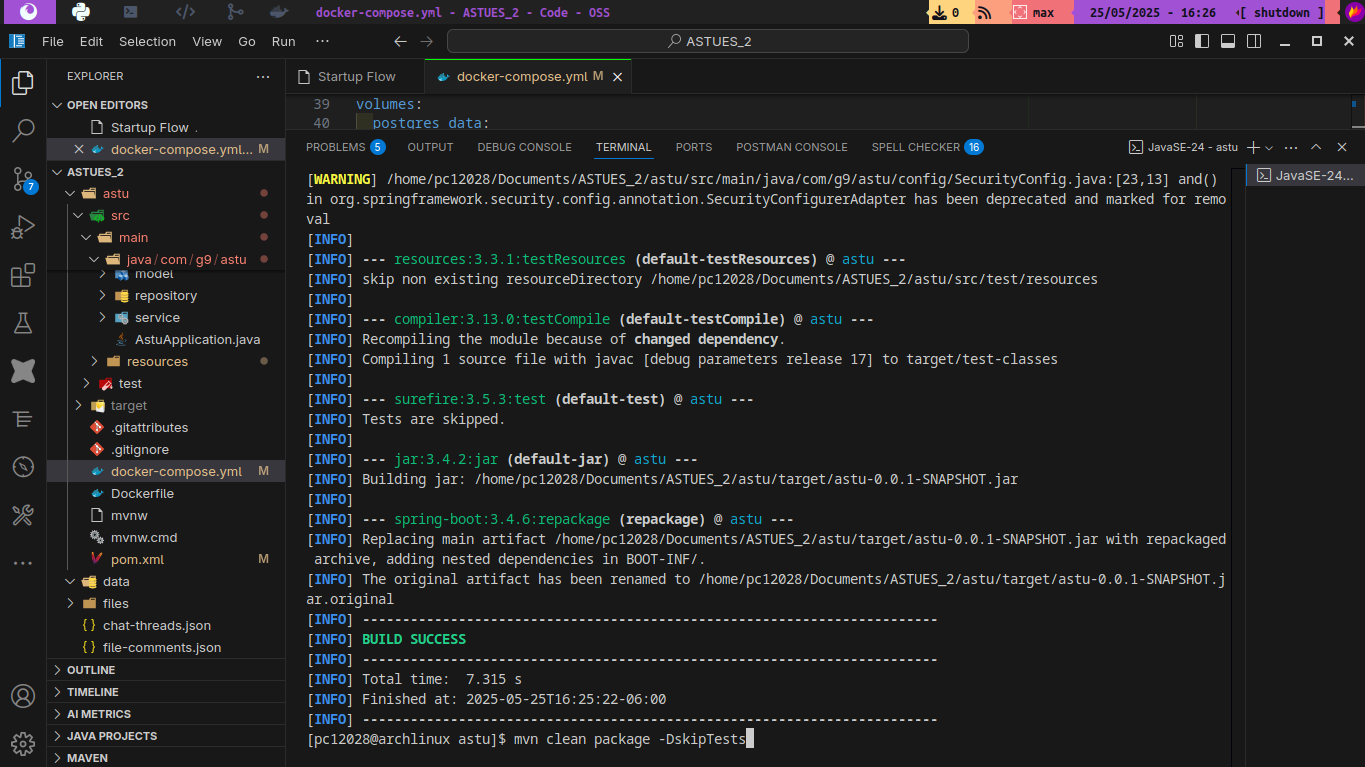 docker-compose.yml - ASTUES_2 - Code - OSS
0
max
25/05/2025 - 16:26
[ shutdown ]
File Edit Selection View Go Run ···
ASTUES_2
EXPLORER
OPEN EDITORS
Startup Flow .
docker-compose.yml... M
ASTUES_2
astu
src
main
java / com / g9 / astu
model
repository
service
AstuApplication.java
resources
test
target
.gitattributes
.gitignore
docker-compose.yml M
Dockerfile
mvnw
mvnw.cmd
pom.xml M
data
files
chat-threads.json
file-comments.json
OUTLINE
TIMELINE
AI METRICS
JAVA PROJECTS
MAVEN
7
Startup Flow
docker-compose.yml M
39 volumes:
40 postgres_data:
PROBLEMS 5 OUTPUT DEBUG CONSOLE TERMINAL PORTS POSTMAN CONSOLE SPELL CHECKER 16
JavaSE-24 - astu
JavaSE-24...
[WARNING] /home/pc12028/Documents/ASTUES_2/astu/src/main/java/com/g9/astu/config/SecurityConfig.java:[23,13] and()
in org.springframework.security.config.annotation.SecurityConfigurerAdapter has been deprecated and marked for remo
val
[INFO]
[INFO] --- resources:3.3.1:testResources (default-testResources) @ astu ---
[INFO] skip non existing resourceDirectory /home/pc12028/Documents/ASTUES_2/astu/src/test/resources
[INFO]
[INFO] --- compiler:3.13.0:testCompile (default-testCompile) @ astu ---
[INFO] Recompiling the module because of changed dependency.
[INFO] Compiling 1 source file with javac [debug parameters release 17] to target/test-classes
[INFO]
[INFO] --- surefire:3.5.3:test (default-test) @ astu ---
[INFO] Tests are skipped.
[INFO]
[INFO] --- jar:3.4.2:jar (default-jar) @ astu ---
[INFO] Building jar: /home/pc12028/Documents/ASTUES_2/astu/target/astu-0.0.1-SNAPSHOT.jar
[INFO]
[INFO] --- spring-boot:3.4.6:repackage (repackage) @ astu ---
[INFO] Replacing main artifact /home/pc12028/Documents/ASTUES_2/astu/target/astu-0.0.1-SNAPSHOT.jar with repackaged
archive, adding nested dependencies in BOOT-INF/.
[INFO] The original artifact has been renamed to /home/pc12028/Documents/ASTUES_2/astu/target/astu-0.0.1-SNAPSHOT.j
ar.original
[INFO] ------------------------------------------------------------------------
[INFO] BUILD SUCCESS
[INFO] ------------------------------------------------------------------------
[INFO] Total time:  7.315 s
[INFO] Finished at: 2025-05-25T16:25:22-06:00
[INFO] ------------------------------------------------------------------------
[pc12028@archlinux astu]$ mvn clean package -DskipTests